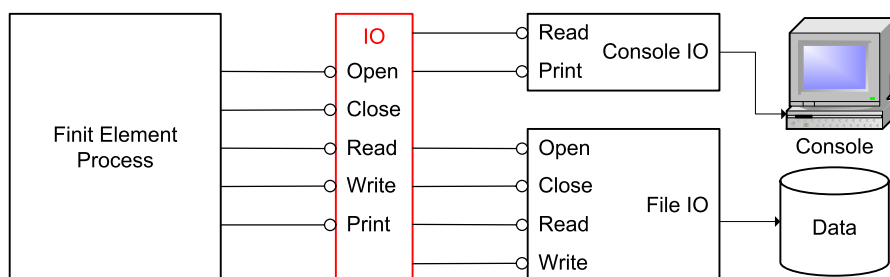 Finit Element
Process
IO
Open
Close
Read
Write
Print
Read
Print
Console IO
Open
Close
Read
Write
File IO
Console
Data